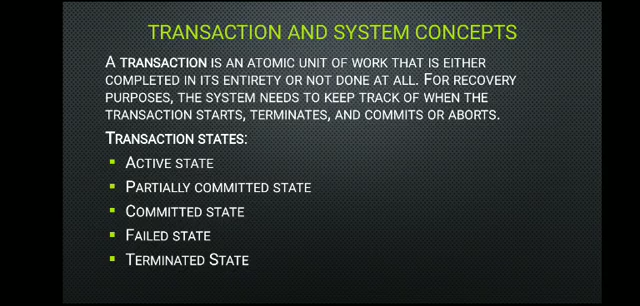 TRANSACTION AND SYSTEM CONCEPTS
A TRANSACTION IS AN ATOMIC UNIT OF WORK THAT IS EITHER
COMPLETED IN ITS ENTIRETY OR NOT DONE AT ALL. FOR RECOVERY
PURPOSES, THE SYSTEM NEEDS TO KEEP TRACK OF WHEN THE
TRANSACTION STARTS, TERMINATES, AND COMMITS OR ABORTS.
TRANSACTION STATES:
▪ ACTIVE STATE
▪ PARTIALLY COMMITTED STATE
▪ COMMITTED STATE
▪ FAILED STATE
▪ TERMINATED STATE